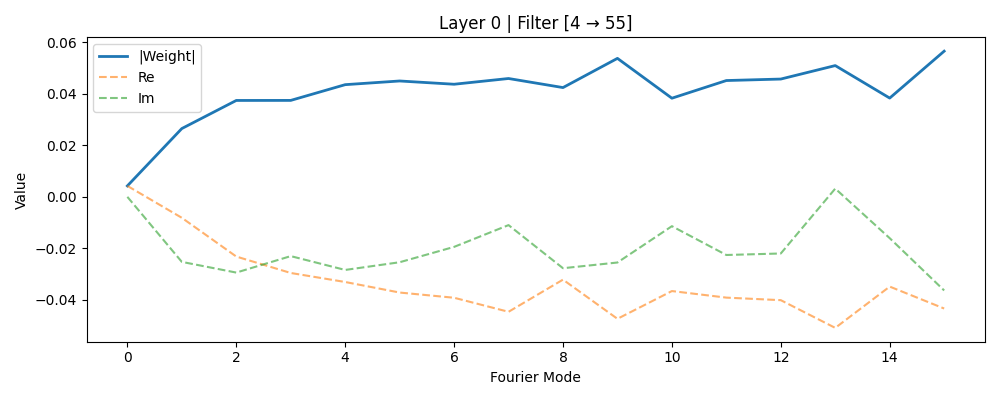 Layer 0 | Filter [4 → 55]
|Weight|
Re
Im
0.06
0.04
0.02
0.00
−0.02
−0.04
Value
0 2 4 6 8 10 12 14
Fourier Mode